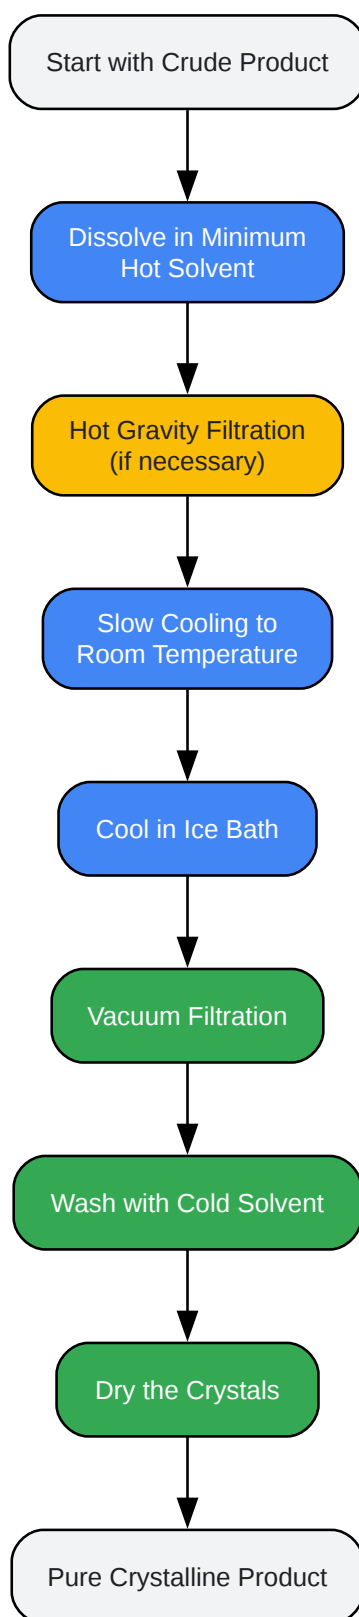 Start with Crude Product
Dissolve in Minimum
Hot Solvent
Hot Gravity Filtration
(if necessary)
Slow Cooling to
Room Temperature
Cool in Ice Bath
Vacuum Filtration
Wash with Cold Solvent
Dry the Crystals
Pure Crystalline Product